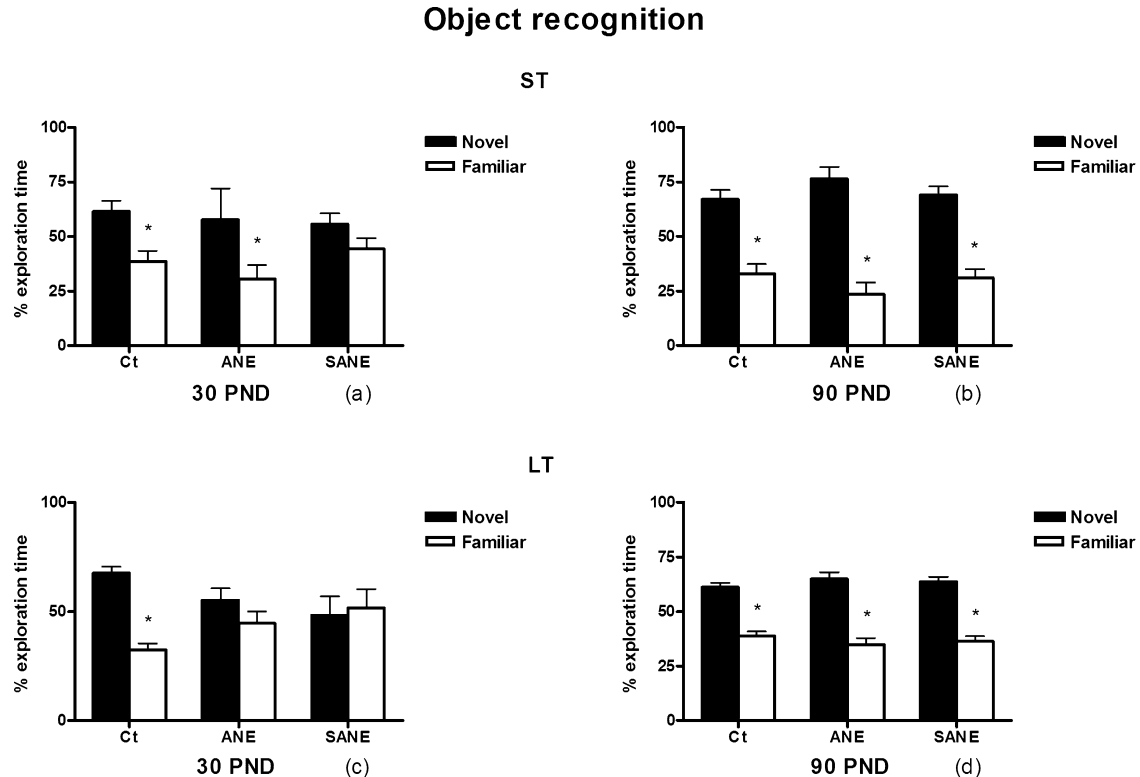 Object recognition
ST
100
75
50
25
0
% exploration time
Novel
Familiar
*
*
Ct ANE SANE
30 PND (a)
100
75
50
25
0
% exploration time
Novel
Familiar
*
*
*
Ct ANE SANE
90 PND (b)
LT
100
50
0
% exploration time
Novel
Familiar
*
Ct ANE SANE
30 PND (c)
100
75
50
25
0
% exploration time
Novel
Familiar
*
*
*
Ct ANE SANE
90 PND (d)